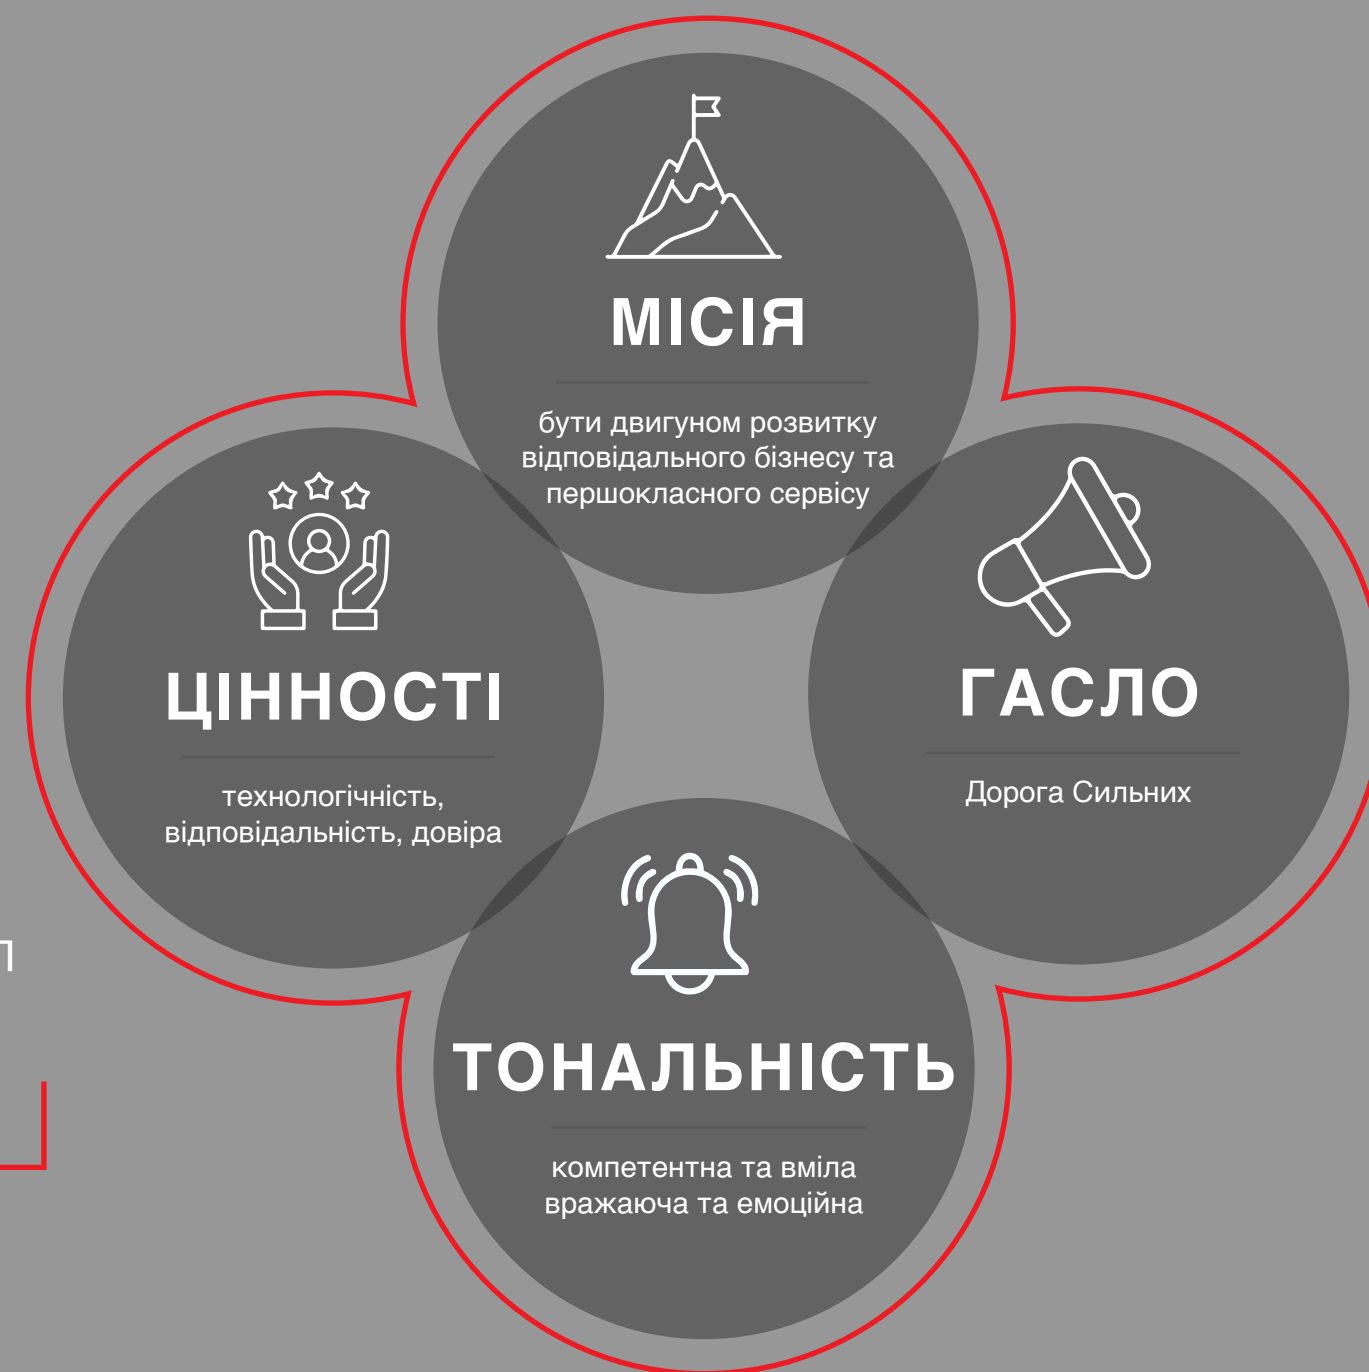 МІСІЯ
бути двигуном розвитку
відповідального бізнесу та
першокласного сервісу
ЦІННОСТІ
технологічність,
відповідальність, довіра
ГАСЛО
Дорога Сильних
ТОНАЛЬНІСТЬ
компетентна та вміла
вражаюча та емоційна